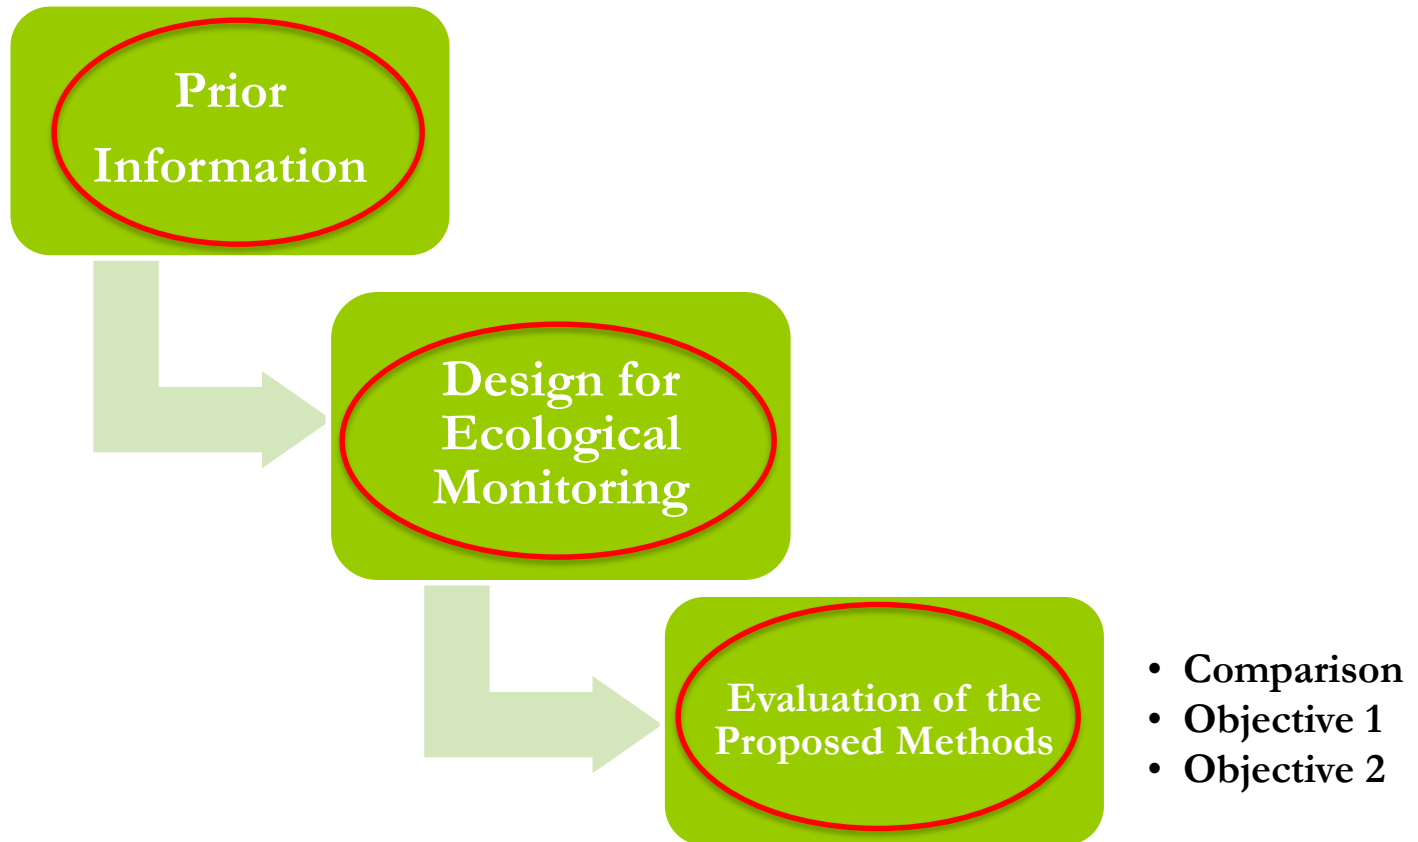 Prior
Information
Design for
Ecological
Monitoring
Evaluation of the
Proposed Methods
• Comparison
• Objective 1
• Objective 2